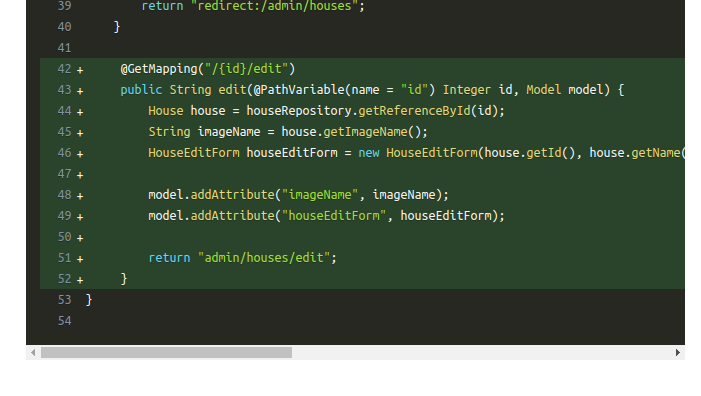 39 return "redirect:/admin/houses";
40 }
41
42 + @GetMapping("/{id}/edit")
43 + public String edit(@PathVariable(name = "id") Integer id, Model model) {
44 + House house = houseRepository.getReferenceById(id);
45 + String imageName = house.getImageName();
46 + HouseEditForm houseEditForm = new HouseEditForm(house.getId(), house.getName(
47 +
48 + model.addAttribute("imageName", imageName);
49 + model.addAttribute("houseEditForm", houseEditForm);
50 +
51 + return "admin/houses/edit";
52 + }
53 }
54